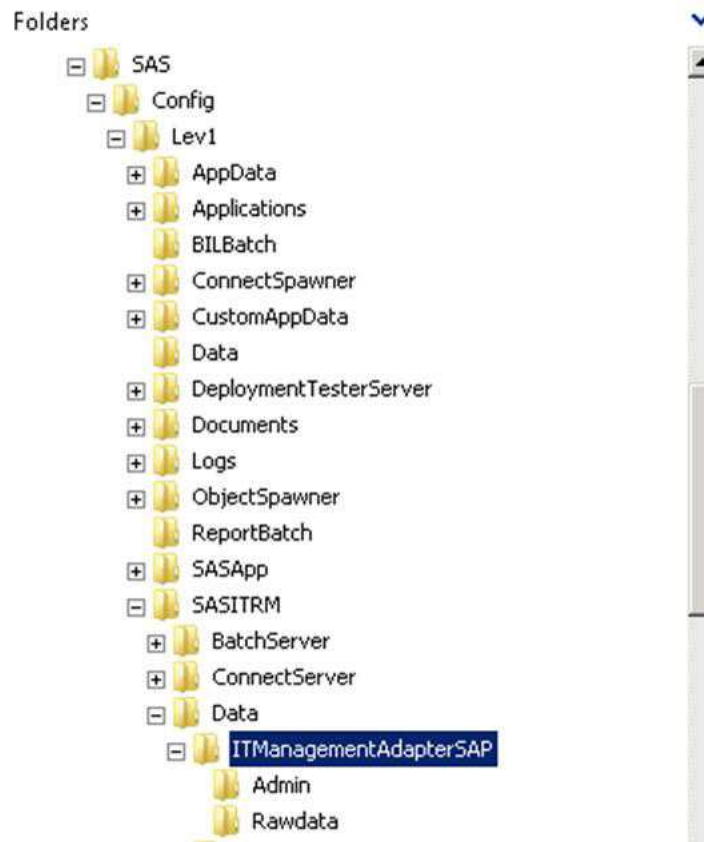 Folders
SAS
Config
Lev1
AppData
Applications
BILBatch
ConnectSpawner
CustomAppData
Data
DeploymentTesterServer
Documents
Logs
ObjectSpawner
ReportBatch
SASApp
SASITRM
BatchServer
ConnectServer
Data
ITManagementAdapterSAP
Admin
Rawdata